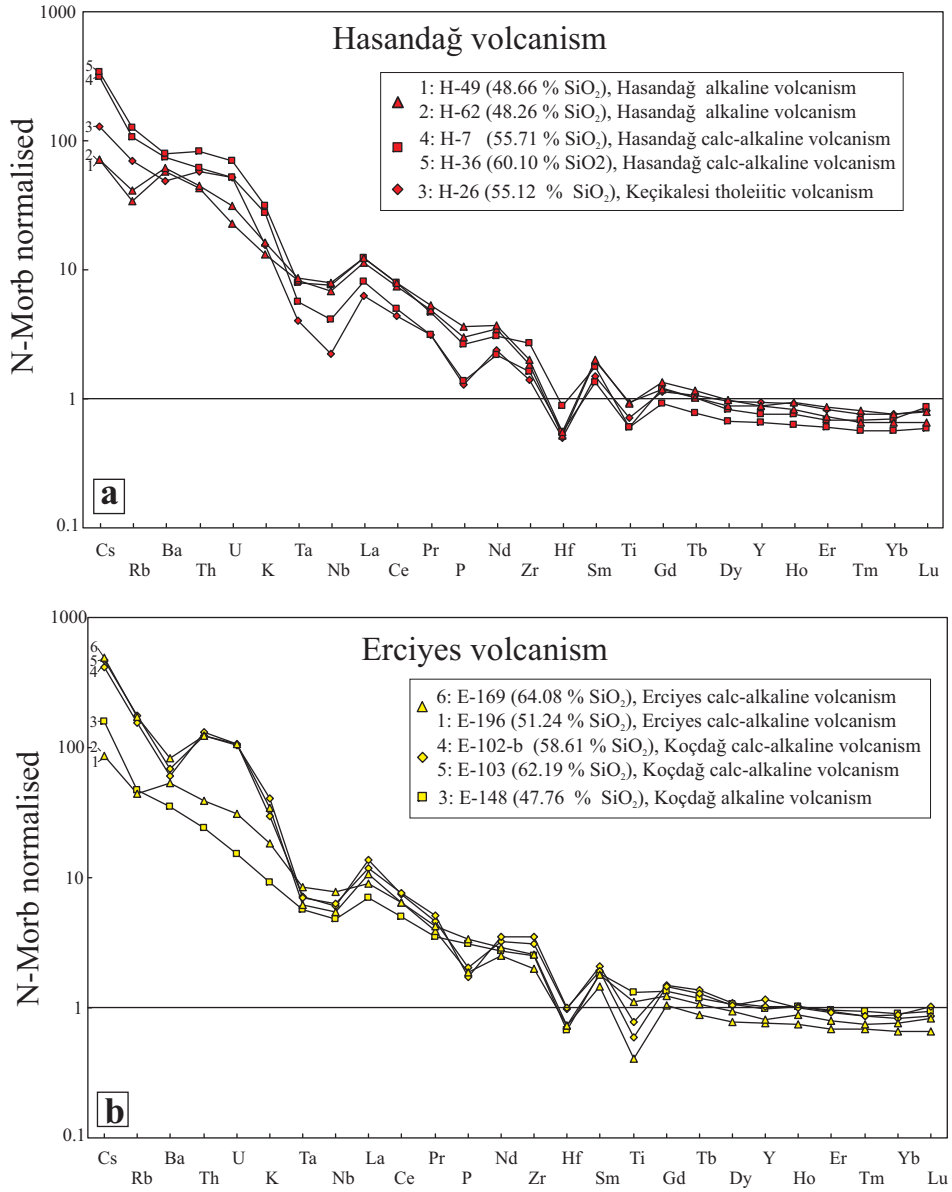 Hasandağ volcanism
1: H-49 (48.66 % SiO₂), Hasandağ alkaline volcanism
2: H-62 (48.26 % SiO₂), Hasandağ alkaline volcanism
4: H-7 (55.71 % SiO₂), Hasandağ calc-alkaline volcanism
5: H-36 (60.10 % SiO2), Hasandağ calc-alkaline volcanism
3: H-26 (55.12 % SiO₂), Keçikalesi tholeiitic volcanism
N-Morb normalised
1000
100
10
1
0.1
5
4
3
2
1
a
Cs Ba U Ta La Pr Nd Hf Ti Tb Y Er Yb
Rb Th K Nb Ce P Zr Sm Gd Dy Ho Tm Lu
Erciyes volcanism
6: E-169 (64.08 % SiO₂), Erciyes calc-alkaline volcanism
1: E-196 (51.24 % SiO₂), Erciyes calc-alkaline volcanism
4: E-102-b (58.61 % SiO₂), Koçdağ calc-alkaline volcanism
5: E-103 (62.19 % SiO₂), Koçdağ calc-alkaline volcanism
3: E-148 (47.76 % SiO₂), Koçdağ alkaline volcanism
N-Morb normalised
1000
100
10
1
0.1
6
5
4
3
2
1
b
Cs Ba U Ta La Pr Nd Hf Ti Tb Y Er Yb
Rb Th K Nb Ce P Zr Sm Gd Dy Ho Tm Lu